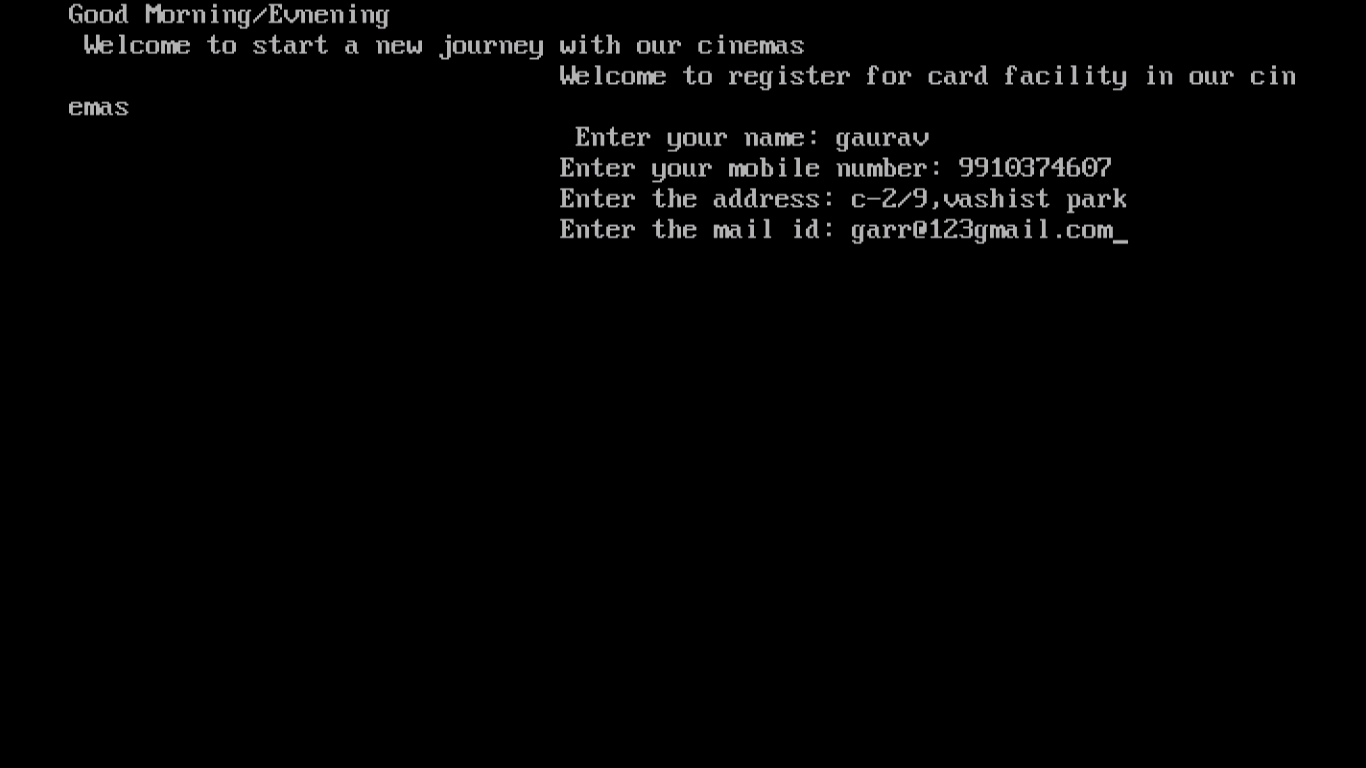 Good Morning/Evnening
Welcome to start a new journey with our cinemas
Welcome to register for card facility in our cin
emas
Enter your name: gaurav
Enter your mobile number: 9910374607
Enter the address: c-2/9,vashist park
Enter the mail id: garr@123gmail.com_